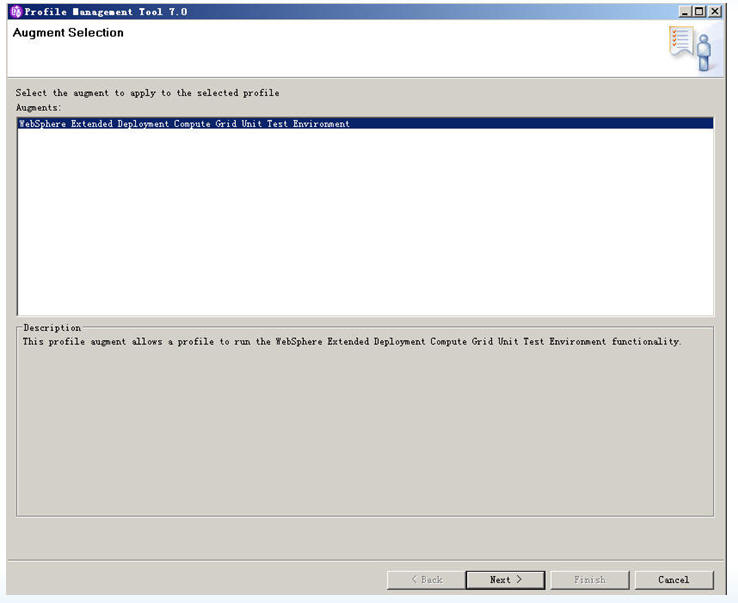 Profile Management Tool 7.0
Augment Selection
Select the augment to apply to the selected profile
Augments:
WebSphere Extended Deployment Compute Grid Unit Test Environment
Description
This profile augment allows a profile to run the WebSphere Extended Deployment Compute Grid Unit Test Environment functionality.
< Back
Next >
Finish
Cancel